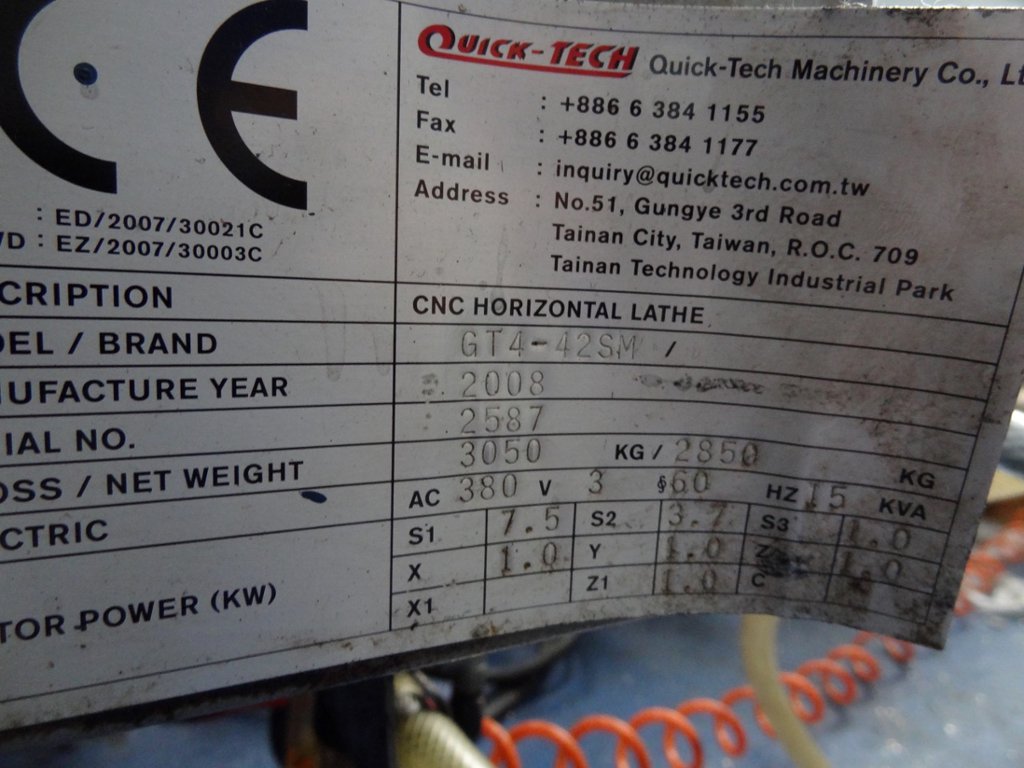 CE
QUICK-TECH Quick-Tech Machinery Co., Lt
Tel : +886 6 384 1155
Fax : +886 6 384 1177
E-mail : inquiry@quicktech.com.tw
Address : No.51, Gungye 3rd Road
Tainan City, Taiwan, R.O.C. 709
Tainan Technology Industrial Park
: ED/2007/30021C
VD : EZ/2007/30003C
CRIPTION CNC HORIZONTAL LATHE
DEL / BRAND GT4-42SM /
NUFACTURE YEAR 2008
IAL NO. 2587
OSS / NET WEIGHT 3050 KG / 2850 KG
CTRIC AC 380 V 3 §60 HZ 15 KVA
TOR POWER (KW)
S1 7.5 S2 3.7 S3 1.0
X 1.0 Y 1.0 Z 1.0
X1 Z1 1.0 C